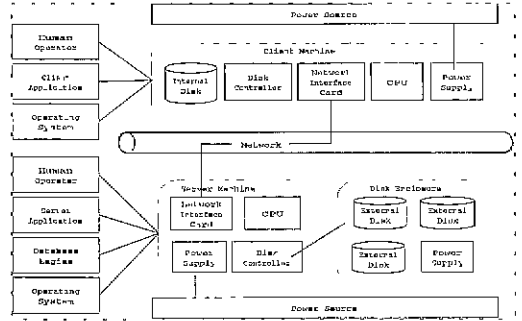 Power Source
Human
Operator
Client
Application
Operating
System
Client Machine
Internal
Disk
Disk
Controller
Network
Interface
Card
CPU
Power
Supply
Network
Human
Operator
Serial
Application
Database
Engine
Operating
System
Server Machine
Network
Interface
Card
CPU
Power
Supply
Disk
Controller
Disk Enclosure
External
Disk
External
Disk
External
Disk
Power
Supply
Power Source